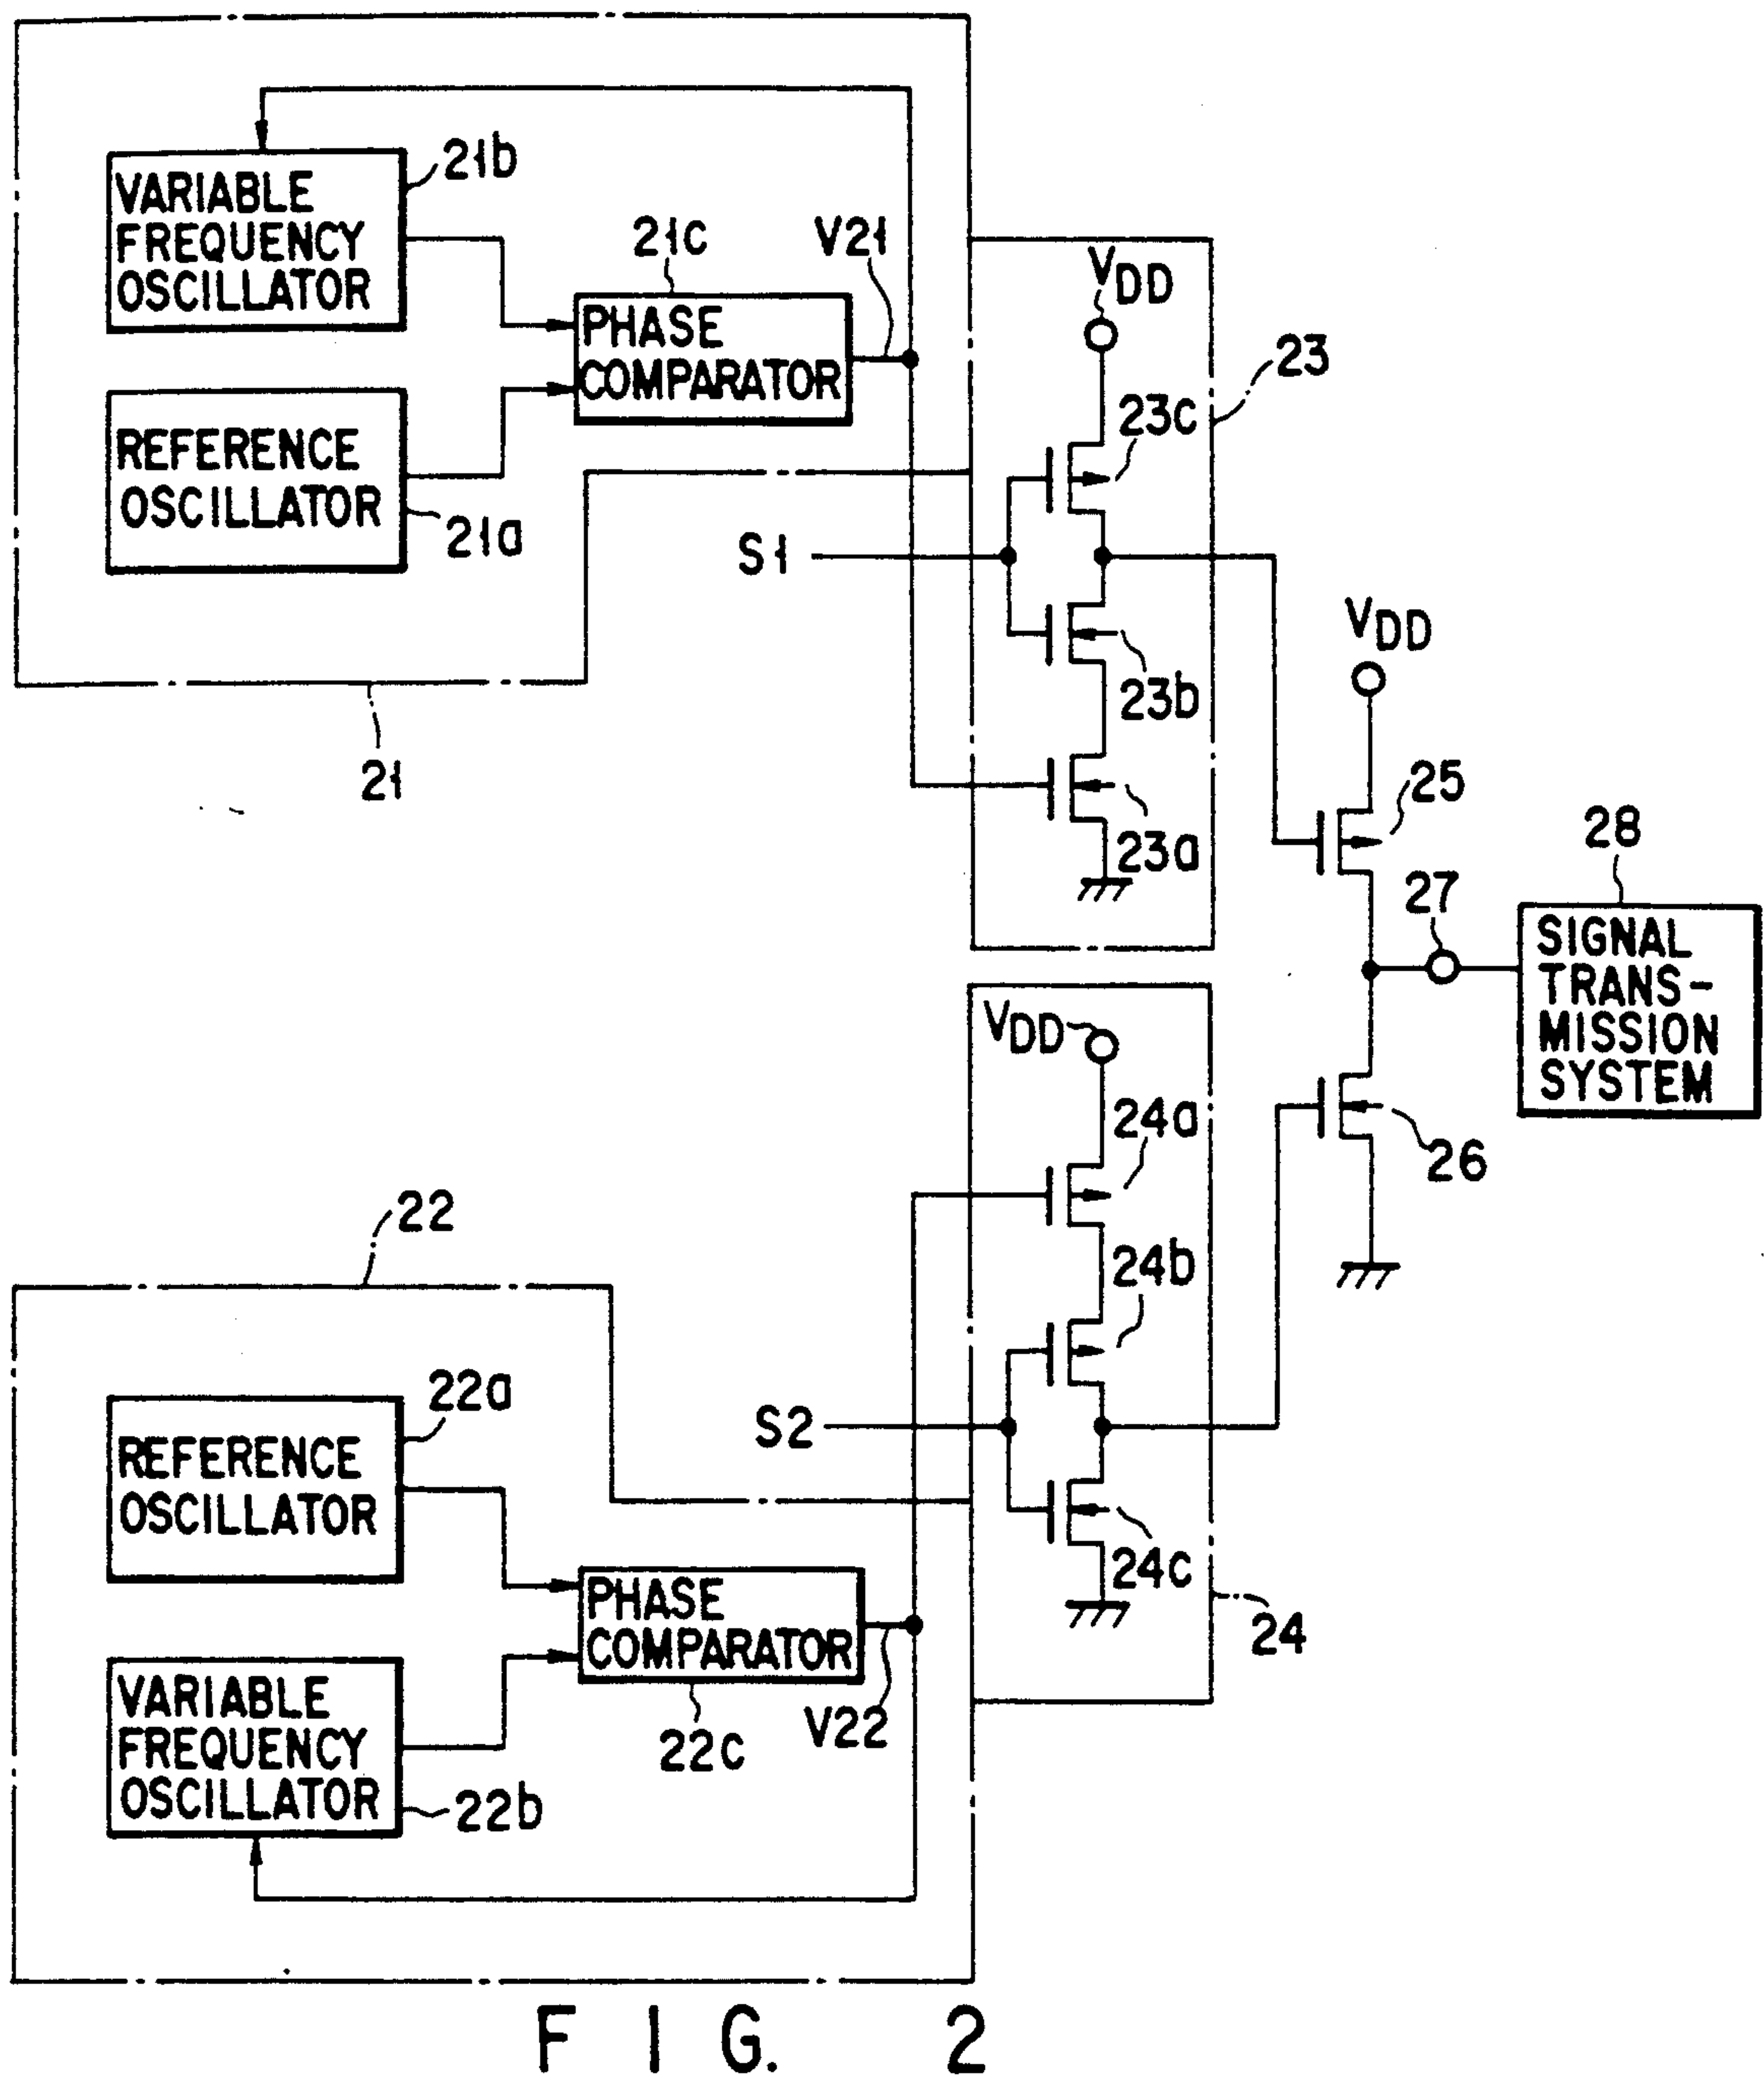 21b
VARIABLE
FREQUENCY
OSCILLATOR
21c
V21
PHASE
COMPARATOR
REFERENCE
OSCILLATOR
21a
21
VDD
23
23c
S1
23b
23a
VDD
25
27
28
SIGNAL
TRANS-
MISSION
SYSTEM
26
VDD
24a
24b
S2
24c
24
22
22a
REFERENCE
OSCILLATOR
PHASE
COMPARATOR
22c
V22
VARIABLE
FREQUENCY
OSCILLATOR
22b
FIG. 2